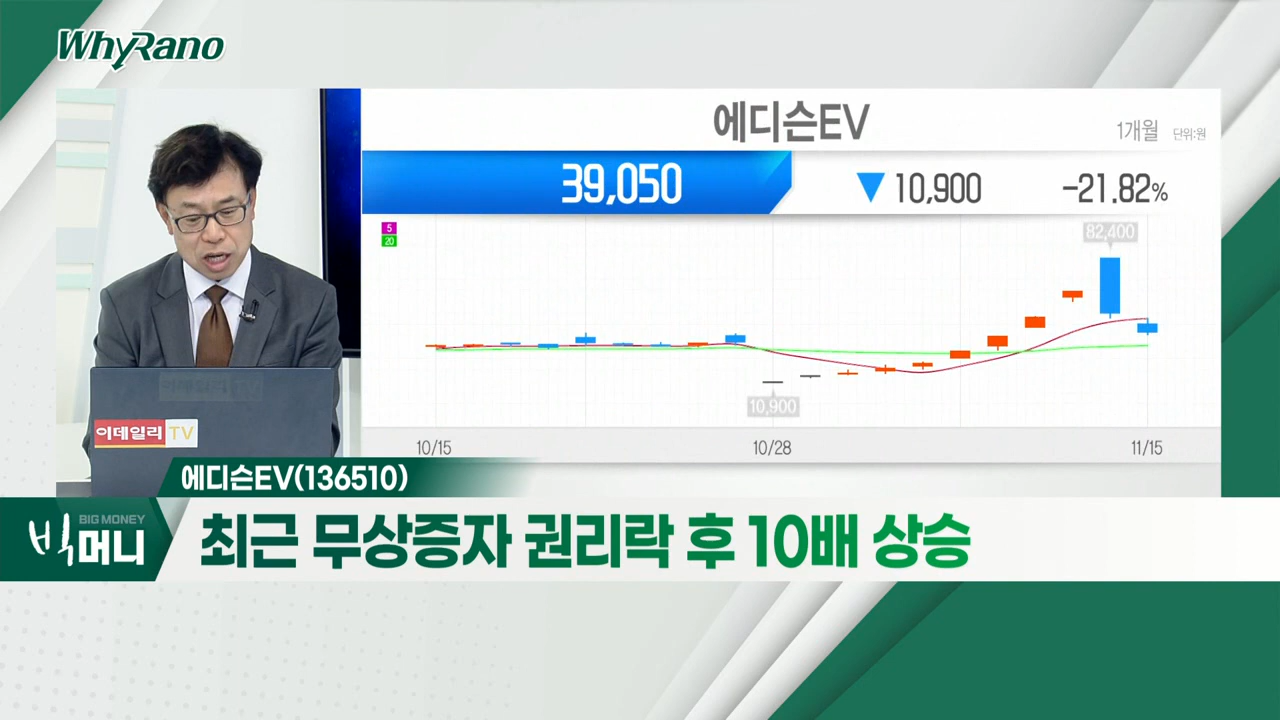 WhyRano
에디슨EV
1개월 단위:원
39,050 ▼ 10,900 -21.82%
5
20
82,400
10,900
10/15 10/28 11/15
이데일리 TV
에디슨EV(136510)
BIG MONEY
빅머니
최근 무상증자 권리락 후 10배 상승